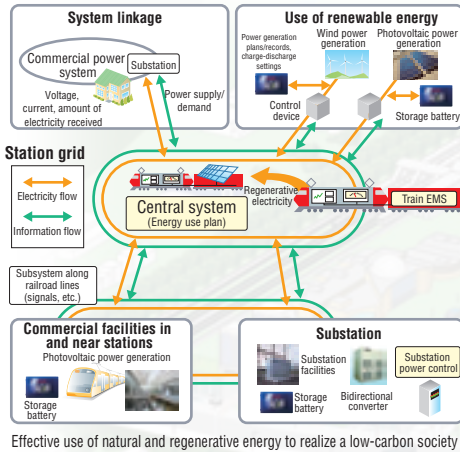 System linkage
Commercial power
system
Substation
Voltage,
current, amount of
electricity received
Power supply/
demand
Use of renewable energy
Power generation
plans/records,
charge-discharge
settings
Wind power
generation
Photovoltaic power
generation
Control
device
Storage battery
Station grid
Electricity flow
Information flow
Central system
(Energy use plan)
Regenerative
electricity
Train EMS
Subsystem along
railroad lines
(signals, etc.)
Commercial facilities in
and near stations
Photovoltaic power generation
Storage
battery
Substation
Substation
facilities
Substation
power control
Storage
battery
Bidirectional
converter
Effective use of natural and regenerative energy to realize a low-carbon society